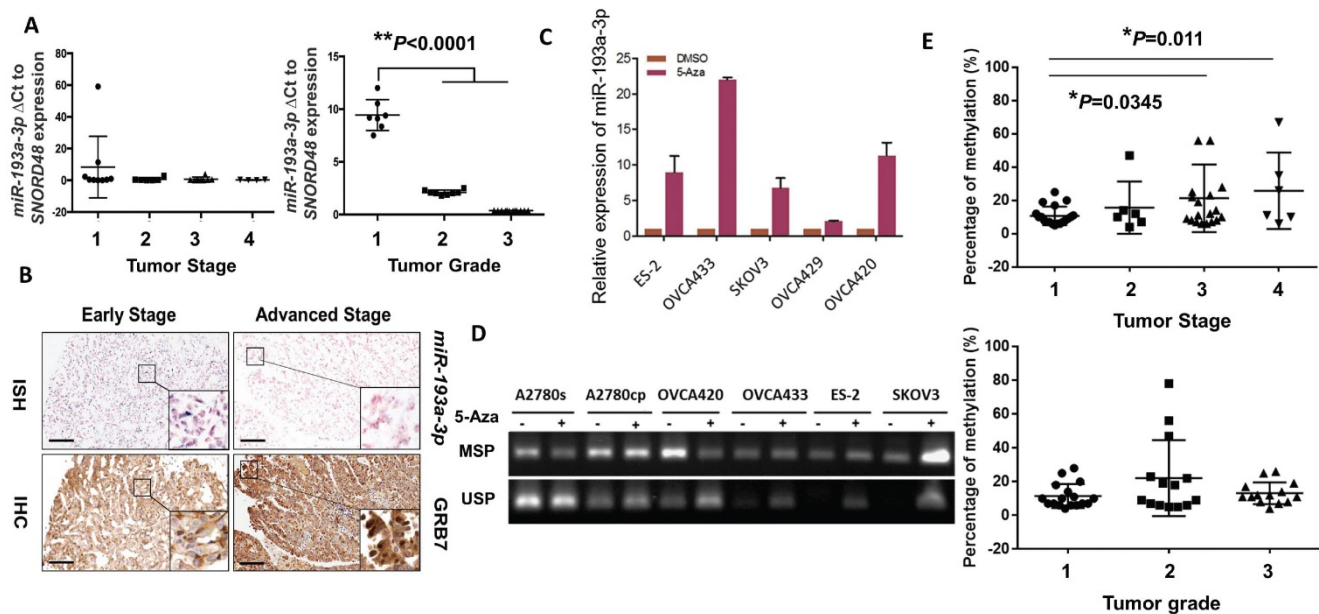 A
miR-193a-3p ΔCt to
SNORD48 expression
80
60
40
20
0
-20
1 2 3 4
Tumor Stage
**P<0.0001
miR-193a-3p ΔCt to
SNORD48 expression
15
10
5
0
1 2 3
Tumor Grade
B
Early Stage Advanced Stage
ISH
miR-193a-3p
IHC
GRB7
C
Relative expression of miR-193a-3p
DMSO
5-Aza
25
20
15
10
5
0
ES-2 OVCA433 SKOV3 OVCA429 OVCA420
D
A2780s A2780cp OVCA420 OVCA433 ES-2 SKOV3
5-Aza - + - + - + - + - + - +
MSP
USP
E
*P=0.011
*P=0.0345
Percentage of methylation (%)
100
80
60
40
20
0
20
1 2 3 4
Tumor Stage
Percentage of methylation (%)
100
80
60
40
20
0
20
1 2 3
Tumor grade